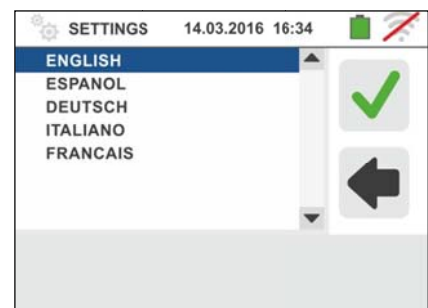 SETTINGS 14.03.2016 16:34
ENGLISH
ESPANOL
DEUTSCH
ITALIANO
FRANCAIS